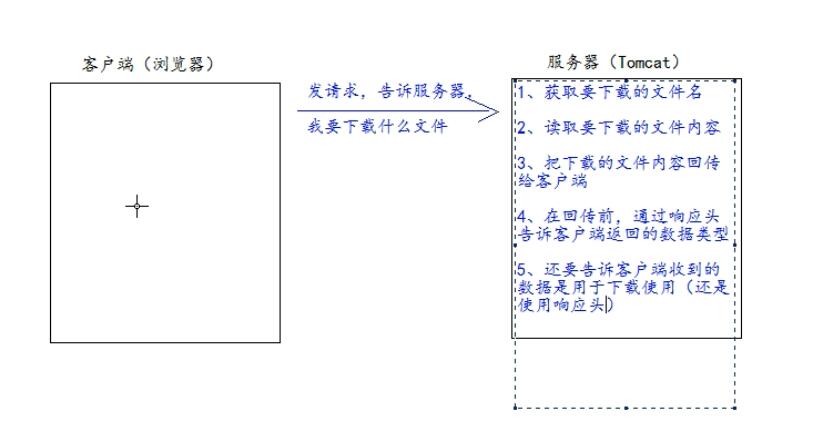 客户端（浏览器）
服务器（Tomcat）
发请求，告诉服务器，
我要下载什么文件
1、获取要下载的文件名
2、读取要下载的文件内容
3、把下载的文件内容回传
给客户端
4、在回传前，通过响应头
告诉客户端返回的数据类型
5、还要告诉客户端收到的
数据是用于下载使用（还是
使用响应头）